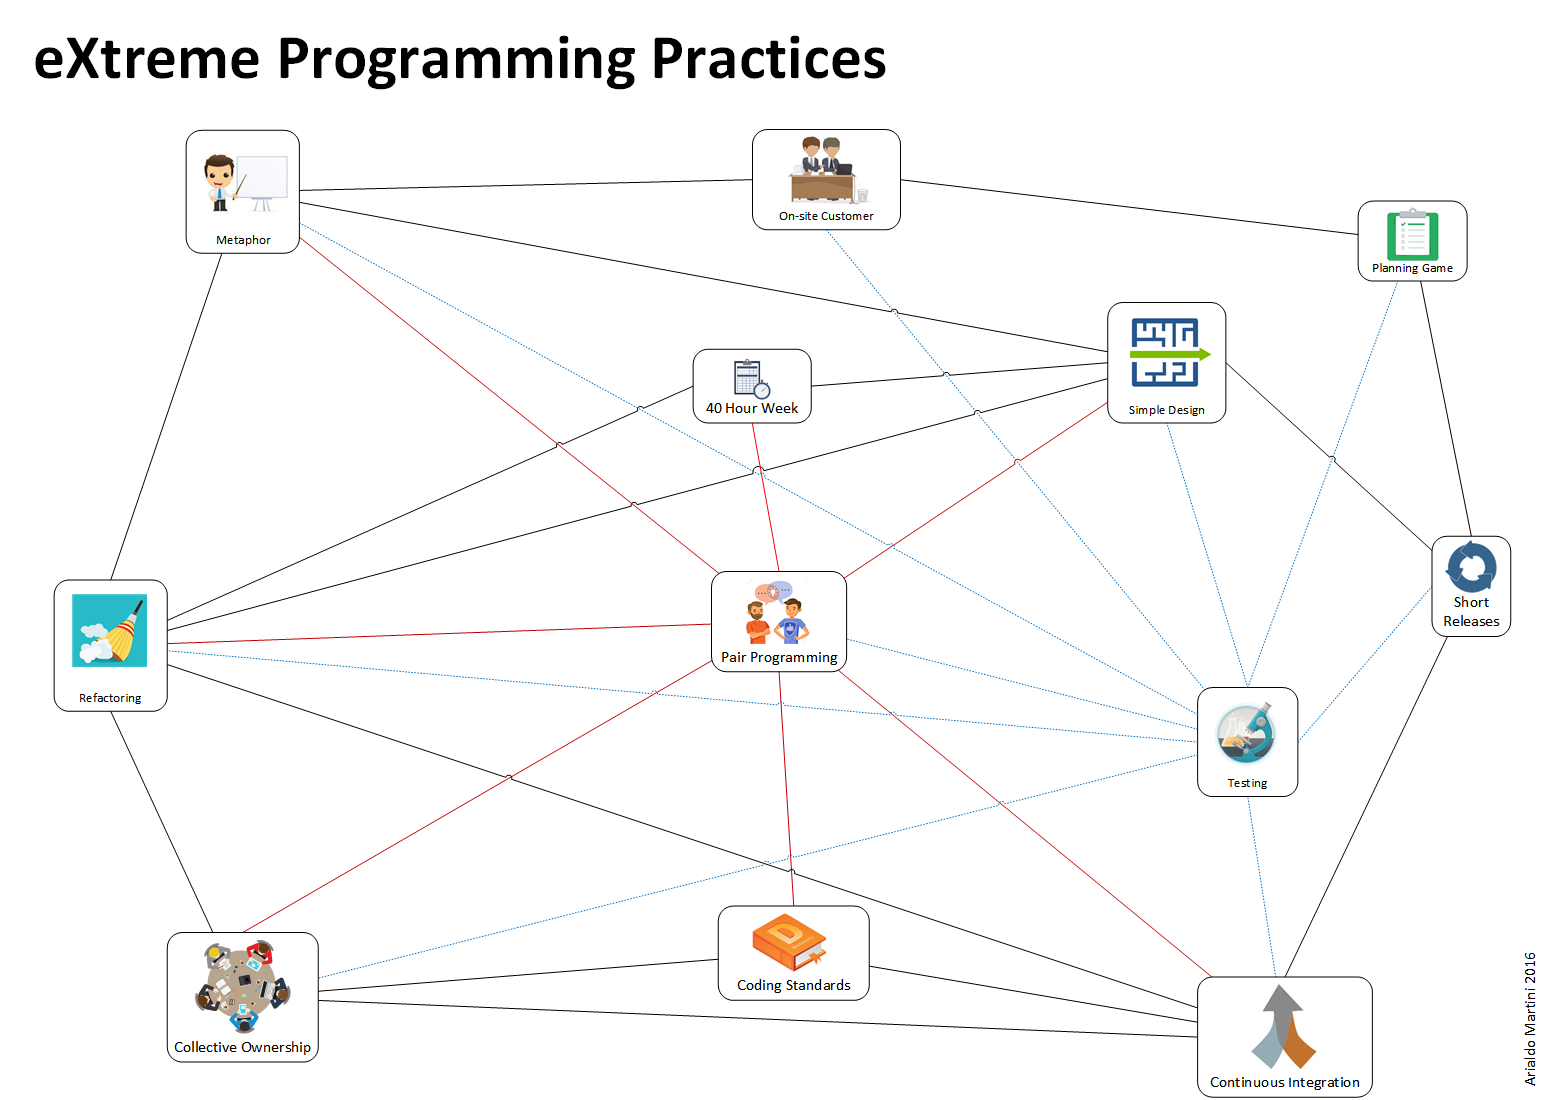 eXtreme Programming Practices
Metaphor
On-site Customer
Planning Game
40 Hour Week
Simple Design
Short
Releases
Pair Programming
Refactoring
Testing
Coding Standards
Collective Ownership
Continuous Integration
Arialdo Martini 2016